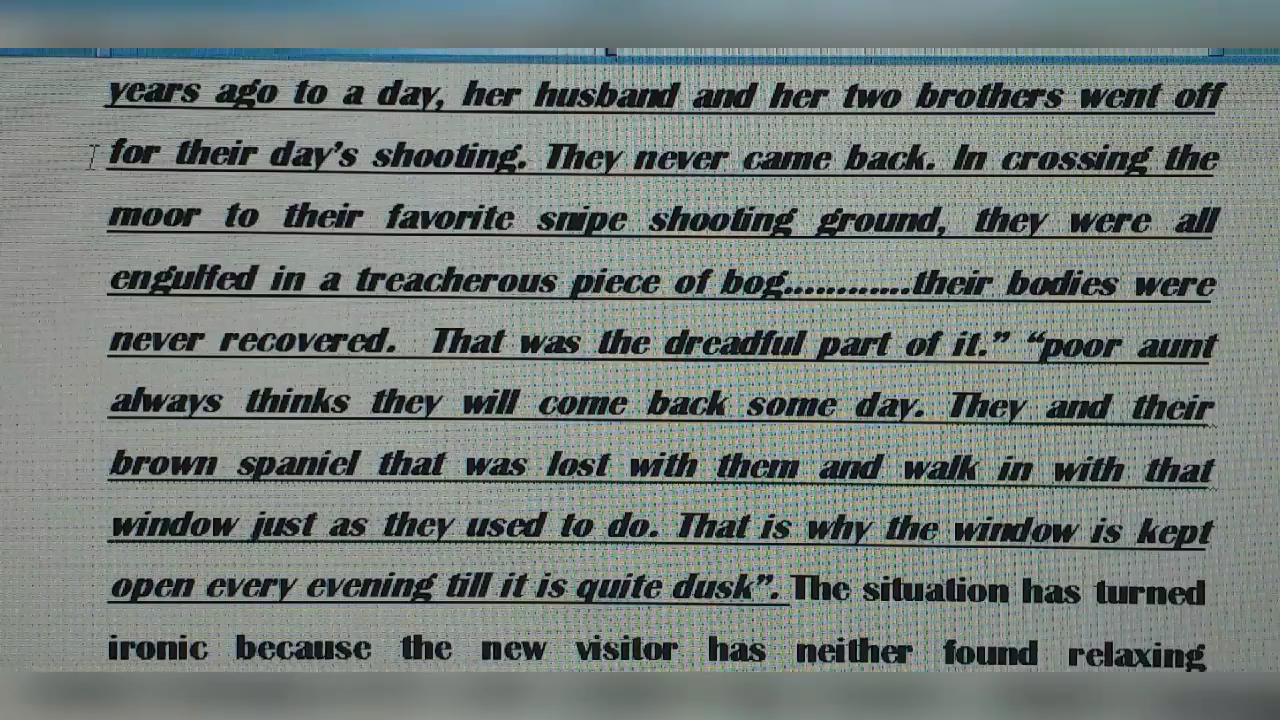 years ago to a day, her husband and her two brothers went off
for their day's shooting. They never came back. In crossing the
moor to their favorite snipe shooting ground, they were all
engulfed in a treacherous piece of bog............their bodies were
never recovered. That was the dreadful part of it.” “poor aunt
always thinks they will come back some day. They and their
brown spaniel that was lost with them and walk in with that
window just as they used to do. That is why the window is kept
open every evening till it is quite dusk”. The situation has turned
ironic because the new visitor has neither found relaxing